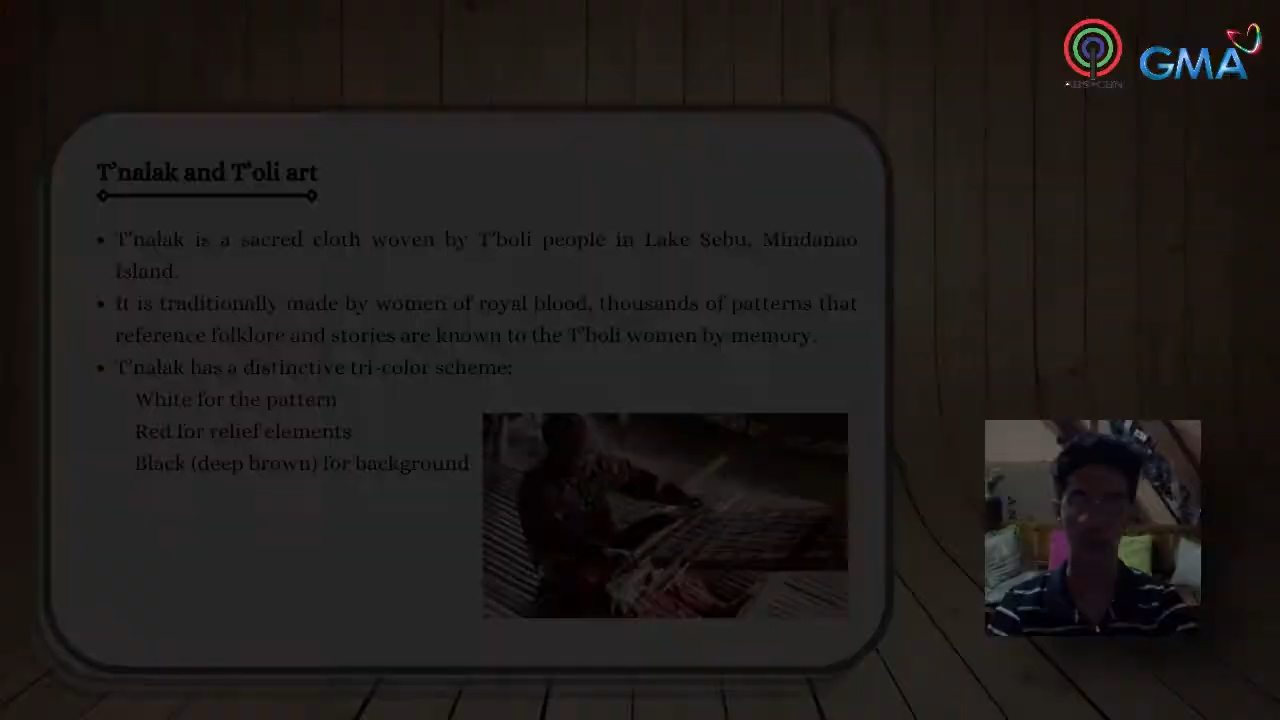 ABS-CBN
GMA
T'nalak and T'oli art
• T'nalak is a sacred cloth woven by T'boli people in Lake Sebu, Mindanao
Island.
• It is traditionally made by women of royal blood, thousands of patterns that
reference folklore and stories are known to the T'boli women by memory.
• T'nalak has a distinctive tri-color scheme:
White for the pattern
Red for relief elements
Black (deep brown) for background